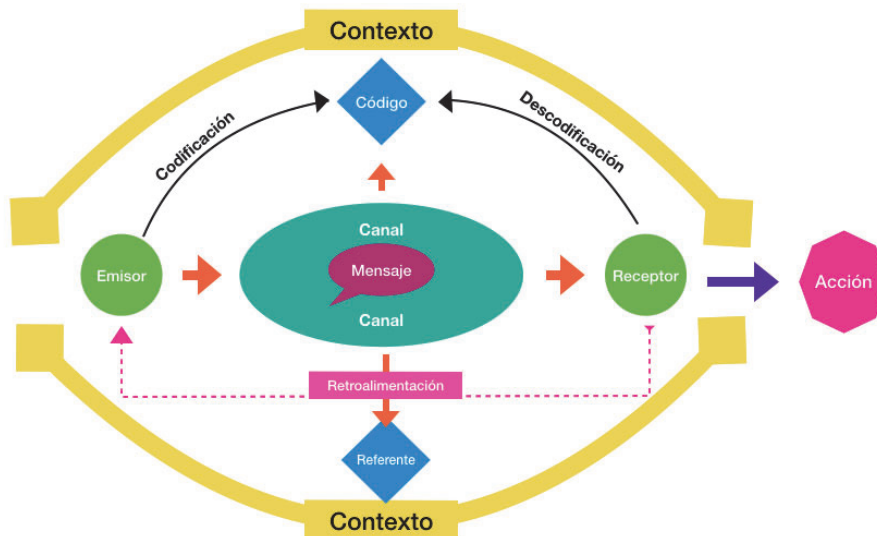 Contexto
Código
Codificación
Descodificación
Canal
Emisor
Mensaje
Receptor
Acción
Canal
Retroalimentación
Referente
Contexto